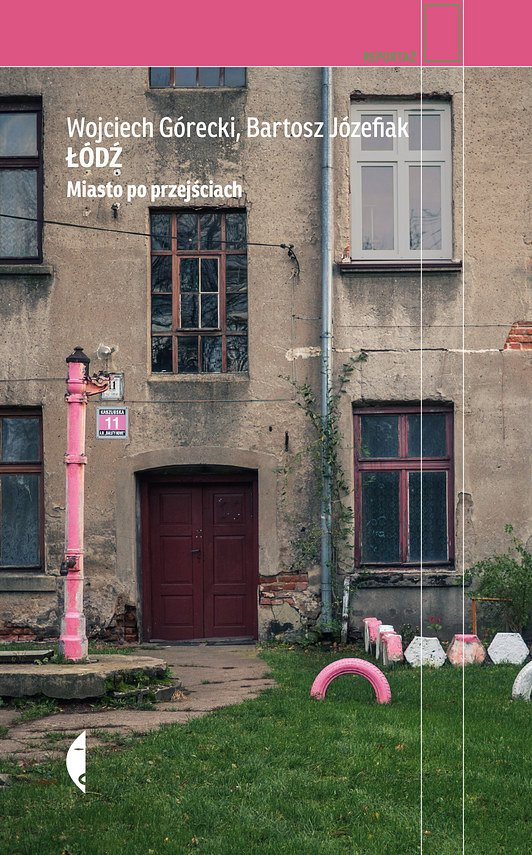 REPORTAŻ
Wojciech Górecki, Bartosz Józefiak
ŁÓDŹ
Miasto po przejściach
11